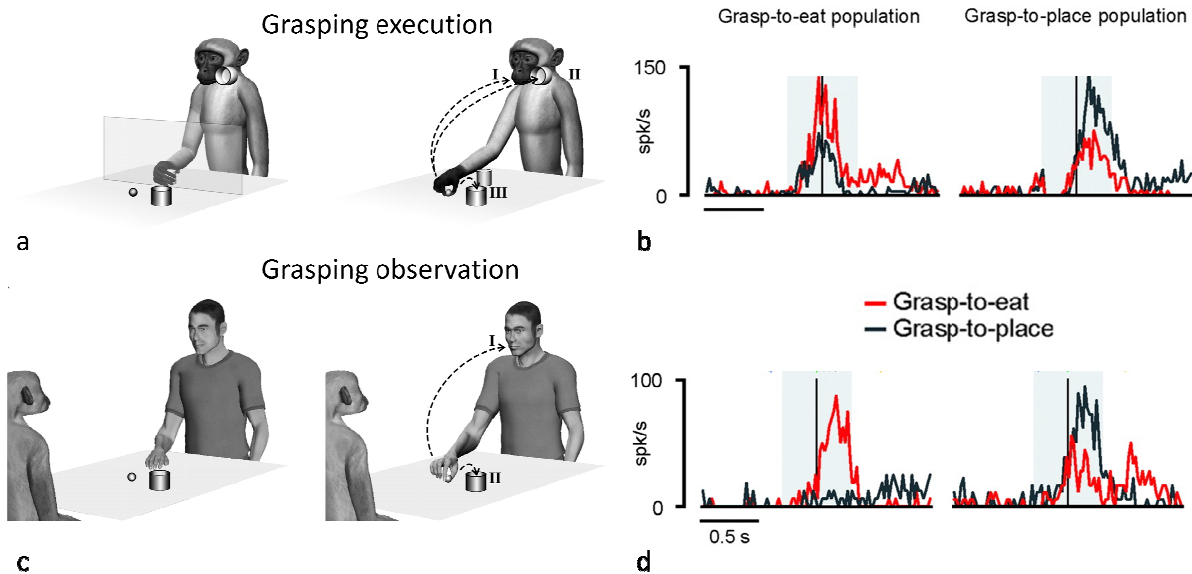 Grasping execution
I
II
III
a
Grasp-to-eat population
Grasp-to-place population
150
spk/s
0
b
Grasping observation
I
II
c
Grasp-to-eat
Grasp-to-place
100
spk/s
0
0.5 s
d